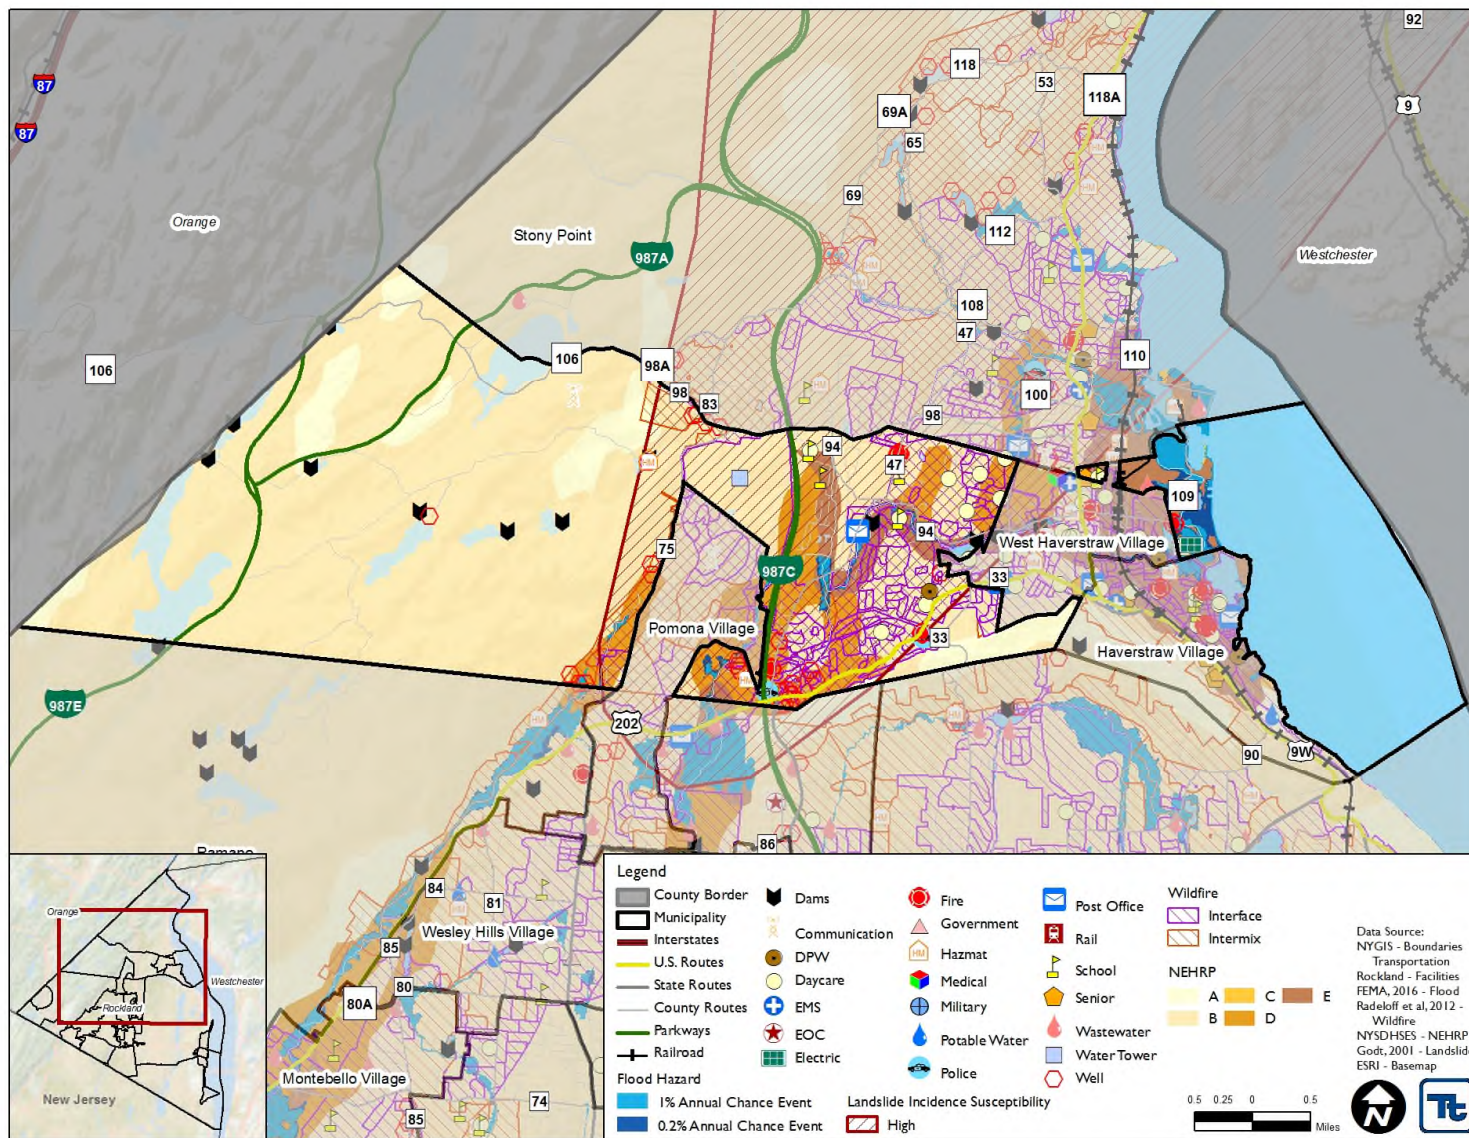 92
87
118
53
118A
9
87
69A
65
69
Orange
Stony Point
112
987A
Westchester
108
47
106
106
98A
110
98
83
100
98
94
47
109
94
West Haverstraw Village
75
987C
33
Pomona Village
33
Haverstraw Village
987E
202
90
9W
Ramapo
86
84
81
Wesley Hills Village
85
80
80A
Montebello Village
85
74
Orange
Westchester
Rockland
New Jersey
Legend
County Border
Municipality
Interstates
U.S. Routes
State Routes
County Routes
Parkways
Railroad
Flood Hazard
1% Annual Chance Event
0.2% Annual Chance Event
Dams
Communication
DPW
Daycare
EMS
EOC
Electric
Fire
Government
Hazmat
Medical
Military
Potable Water
Police
Landslide Incidence Susceptibility
High
Post Office
Rail
School
Senior
Wastewater
Water Tower
Well
Wildfire
Interface
Intermix
NEHRP
A C E
B D
Data Source:
NYGIS - Boundaries
Transportation
Rockland - Facilities
FEMA, 2016 - Flood
Radeloff et al, 2012 -
Wildfire
NYSDHSES - NEHRP
Godt, 2001 - Landslide
ESRI - Basemap
0.5 0.25 0 0.5
Miles
N
Tt